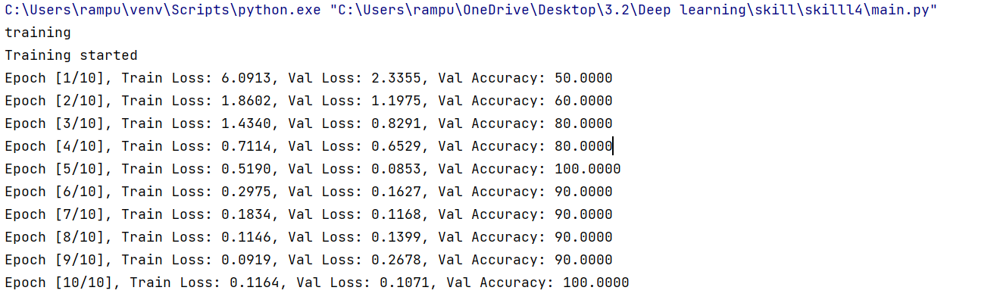 C:\Users\rampu\venv\Scripts\python.exe "C:\Users\rampu\OneDrive\Desktop\3.2\Deep learning\skill\skilll4\main.py"
training
Training started
Epoch [1/10], Train Loss: 6.0913, Val Loss: 2.3355, Val Accuracy: 50.0000
Epoch [2/10], Train Loss: 1.8602, Val Loss: 1.1975, Val Accuracy: 60.0000
Epoch [3/10], Train Loss: 1.4340, Val Loss: 0.8291, Val Accuracy: 80.0000
Epoch [4/10], Train Loss: 0.7114, Val Loss: 0.6529, Val Accuracy: 80.0000
Epoch [5/10], Train Loss: 0.5190, Val Loss: 0.0853, Val Accuracy: 100.0000
Epoch [6/10], Train Loss: 0.2975, Val Loss: 0.1627, Val Accuracy: 90.0000
Epoch [7/10], Train Loss: 0.1834, Val Loss: 0.1168, Val Accuracy: 90.0000
Epoch [8/10], Train Loss: 0.1146, Val Loss: 0.1399, Val Accuracy: 90.0000
Epoch [9/10], Train Loss: 0.0919, Val Loss: 0.2678, Val Accuracy: 90.0000
Epoch [10/10], Train Loss: 0.1164, Val Loss: 0.1071, Val Accuracy: 100.0000